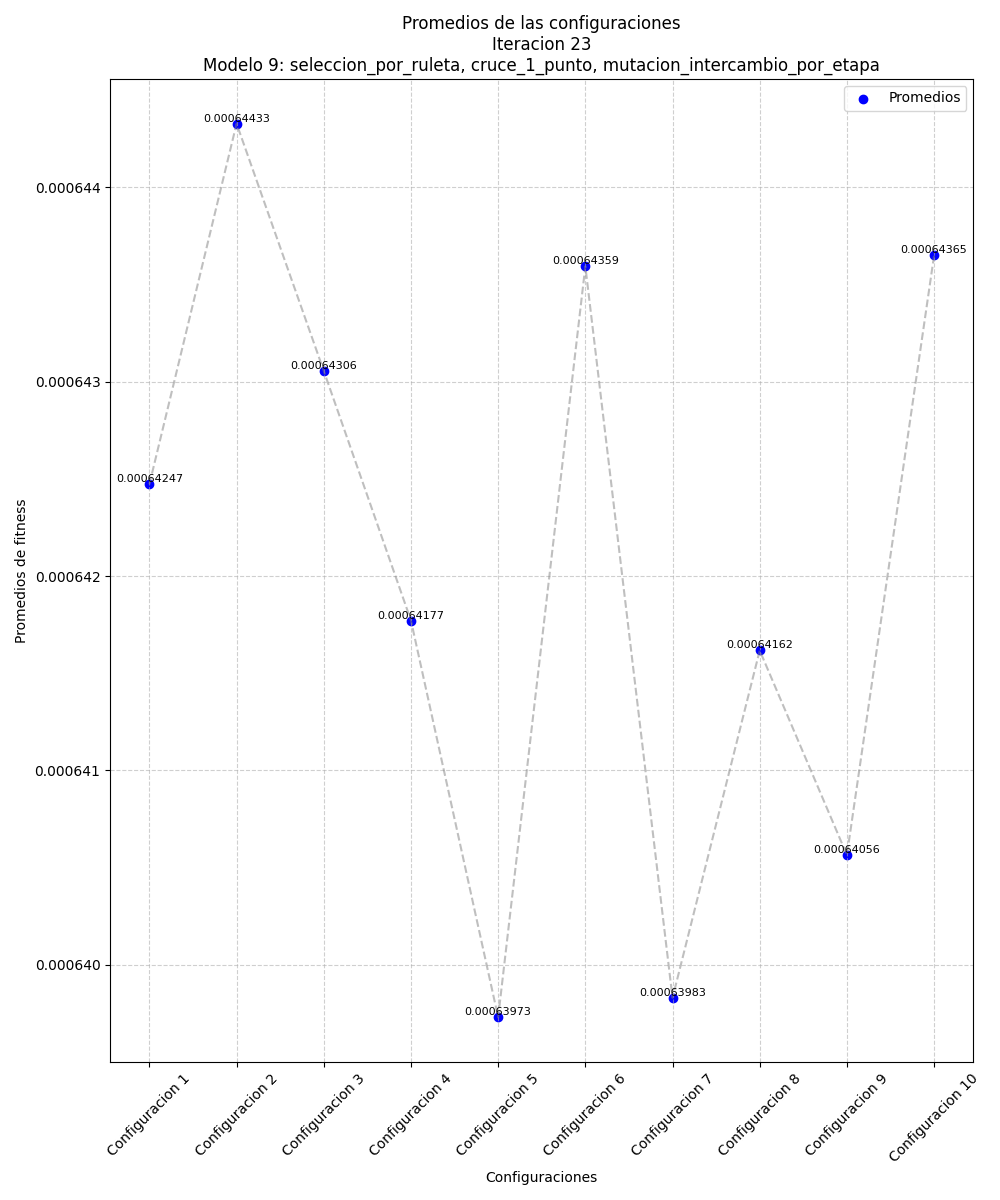 Promedios de las configuraciones
Iteracion 23
Modelo 9: seleccion_por_ruleta, cruce_1_punto, mutacion_intercambio_por_etapa
Promedios
0.00064433
0.000644
0.00064365
0.00064359
0.00064306
0.000643
0.00064247
0.000642
0.00064177
0.00064162
0.000641
0.00064056
0.000640
0.00063983
0.00063973
Promedios de fitness
Configuracion 1
Configuracion 2
Configuracion 3
Configuracion 4
Configuracion 5
Configuracion 6
Configuracion 7
Configuracion 8
Configuracion 9
Configuracion 10
Configuraciones